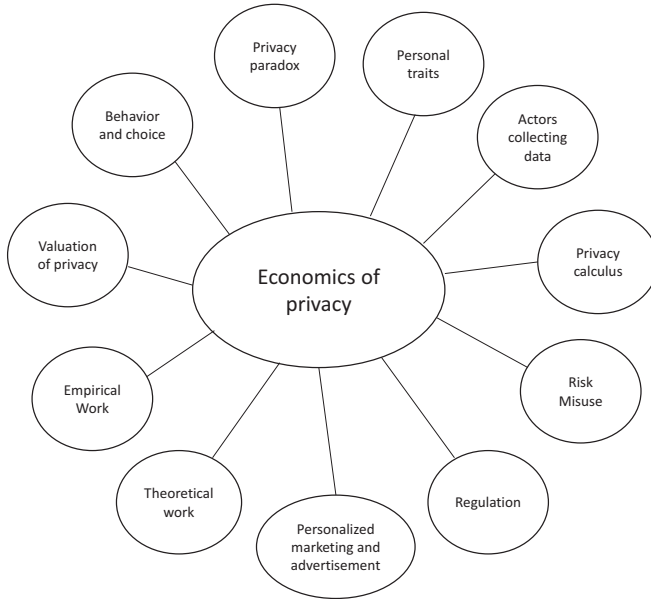 Privacy
paradox
Personal
traits
Actors
collecting
data
Privacy
calculus
Risk
Misuse
Regulation
Personalized
marketing and
advertisement
Theoretical
work
Empirical
Work
Valuation
of privacy
Behavior
and choice
Economics of
privacy